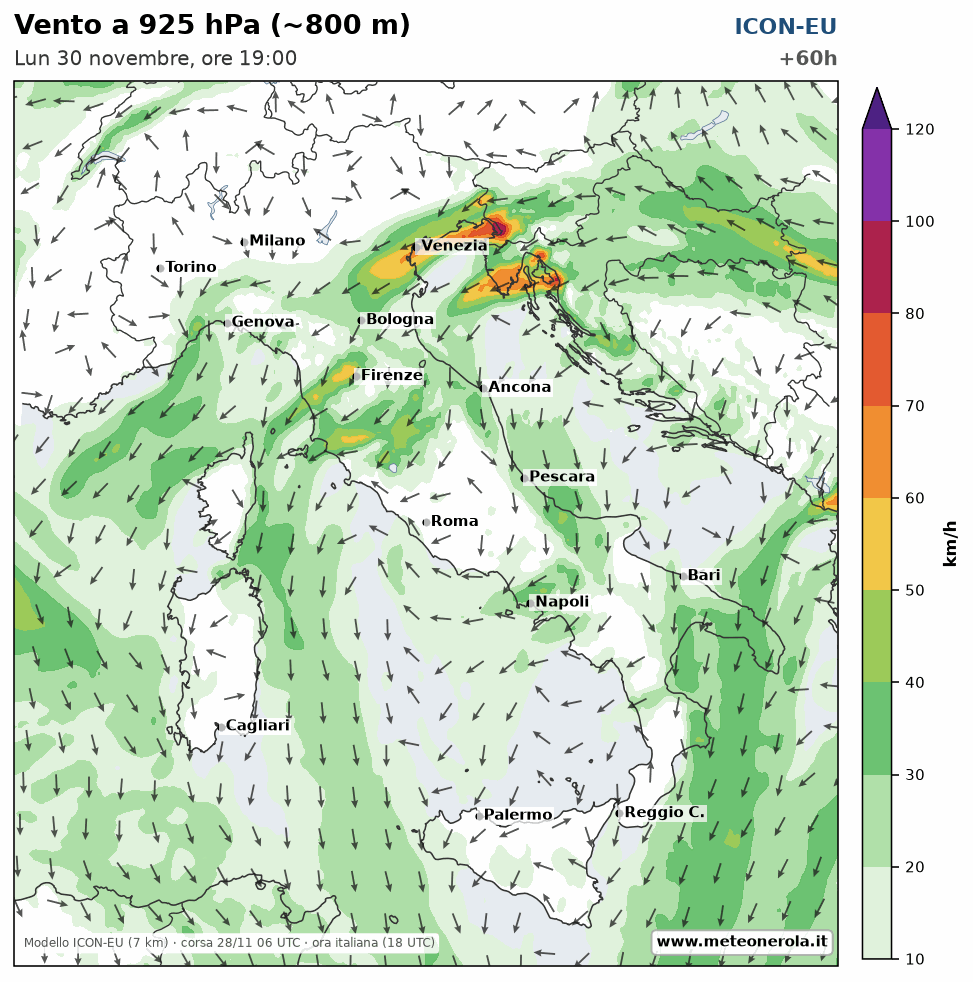 Vento a 925 hPa (~800 m)
ICON-EU
Lun 30 novembre, ore 19:00
+60h
Milano
Venezia
Torino
Genova
Bologna
Firenze
Ancona
Pescara
Roma
Bari
Napoli
Cagliari
Palermo
Reggio C.
Modello ICON-EU (7 km) · corsa 28/11 06 UTC · ora italiana (18 UTC)
www.meteonerola.it
120
100
80
70
60
50
40
30
20
10
km/h